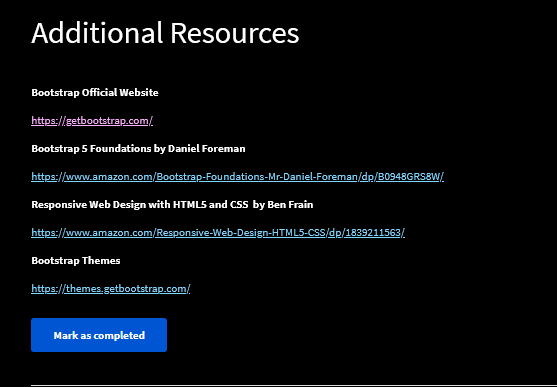 Additional Resources
Bootstrap Official Website
https://getbootstrap.com/
Bootstrap 5 Foundations by Daniel Foreman
https://www.amazon.com/Bootstrap-Foundations-Mr-Daniel-Foreman/dp/B0948GRS8W/
Responsive Web Design with HTML5 and CSS  by Ben Frain
https://www.amazon.com/Responsive-Web-Design-HTML5-CSS/dp/1839211563/
Bootstrap Themes
https://themes.getbootstrap.com/
Mark as completed